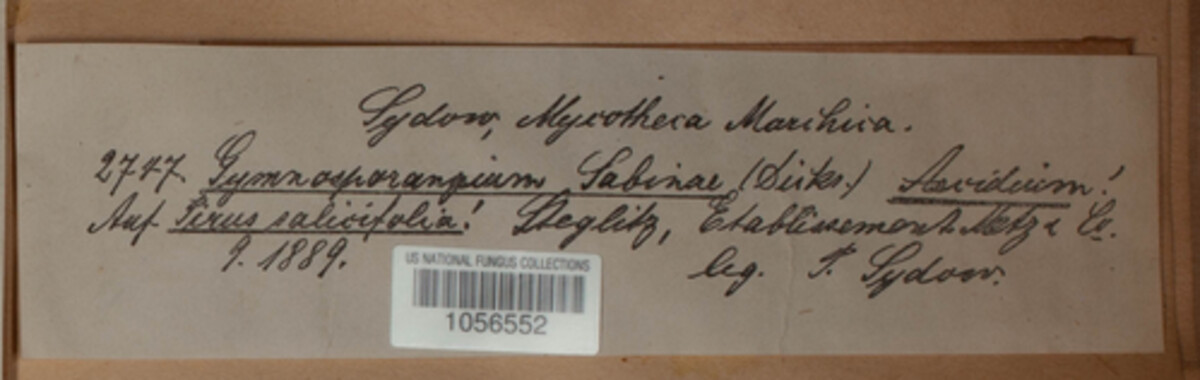 Sydow, Mycotheca Marchica.
2747 Gymnosporangium Sabinae (Dicks.) Aecidium!
Auf Pirus salicifolia! Steglitz, Etablissement Metz & Co.
9. 1889. leg. P. Sydow.
US NATIONAL FUNGUS COLLECTIONS
1056552